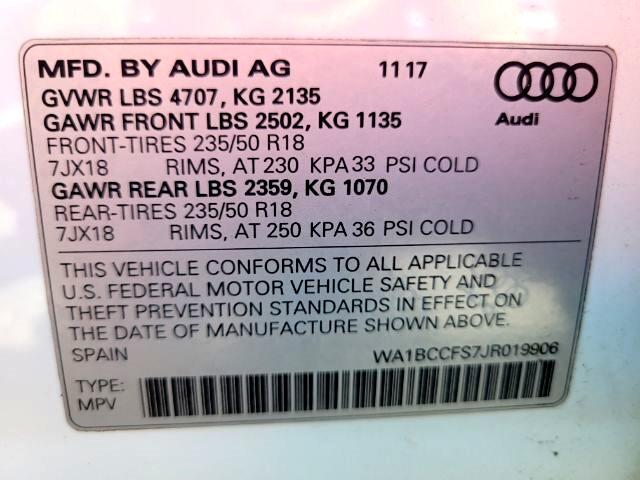 MFD. BY AUDI AG 11 17
GVWR LBS 4707, KG 2135
GAWR FRONT LBS 2502, KG 1135
Audi
FRONT-TIRES 235/50 R18
7JX18 RIMS, AT 230 KPA 33 PSI COLD
GAWR REAR LBS 2359, KG 1070
REAR-TIRES 235/50 R18
7JX18 RIMS, AT 250 KPA 36 PSI COLD
THIS VEHICLE CONFORMS TO ALL APPLICABLE
U.S. FEDERAL MOTOR VEHICLE SAFETY AND
THEFT PREVENTION STANDARDS IN EFFECT ON
THE DATE OF MANUFACTURE SHOWN ABOVE.
SPAIN WA1BCCFS7JR019906
TYPE:
MPV